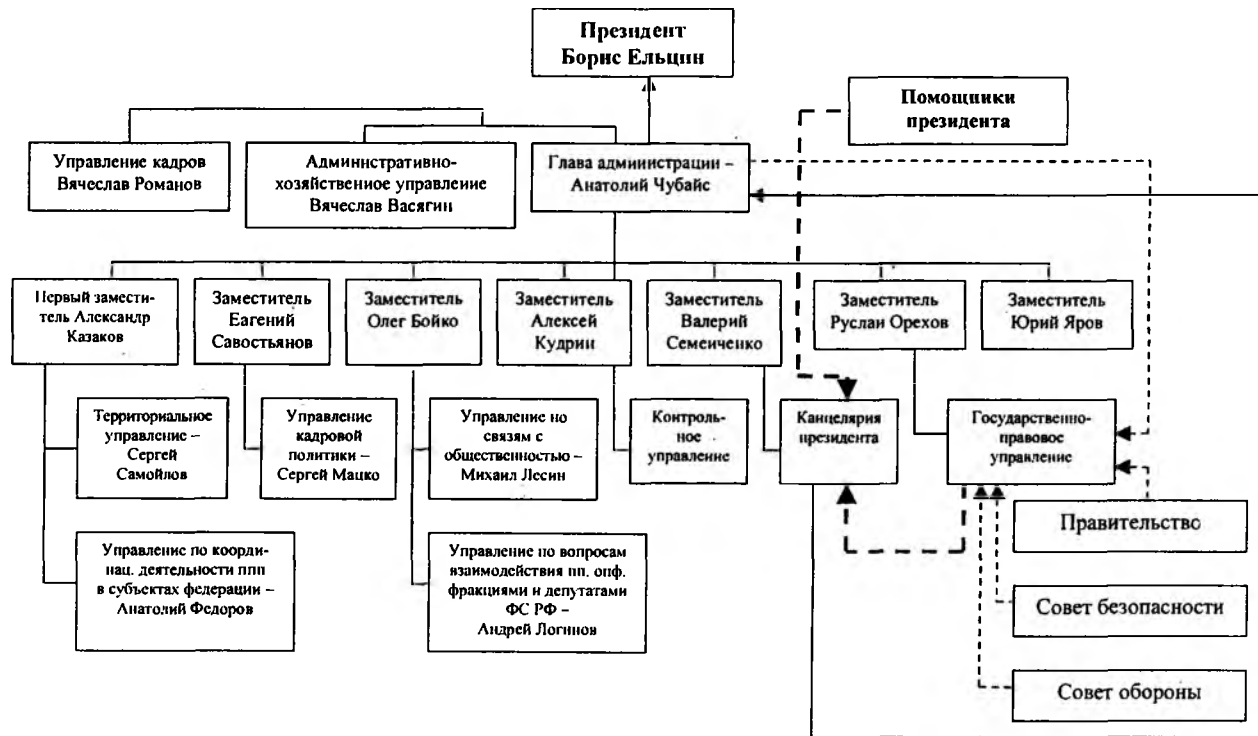 Президент
Борис Ельцин
Помощники
президента
Управление кадров
Вячеслав Романов
Административно-
хозяйственное управление
Вячеслав Васягин
Глава администрации –
Анатолий Чубайс
Первый замести-
тель Александр
Казаков
Заместитель
Еагений
Савостьянов
Заместитель
Олег Бойко
Заместитель
Алексей
Кудрин
Заместитель
Валерий
Семенченко
Заместитель
Руслан Орехов
Заместитель
Юрий Яров
Территориальное
управление –
Сергей
Самойлов
Управление
кадровой
политики –
Сергей Мацко
Управление по
связям с
общественностью –
Михаил Лесин
Контроль-
ное
управление
Канцелярия
президента
Государственно-
правовое
управление
Управление по коорди-
нац. деятельности ппп
в субъектах федерации –
Анатолий Федоров
Управление по вопросам
взаимодействия пп. опф.
фракциями и депутатами
ФС РФ –
Андрей Логинов
Правительство
Совет безопасности
Совет обороны